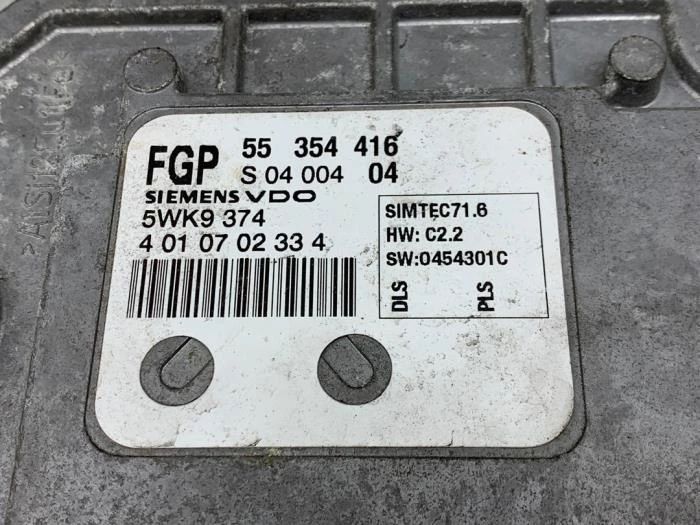 FGP 55 354 416
S 04 004 04
SIEMENS VDO
5WK9 374
4 01 07 02 33 4
SIMTEC71.6
HW: C2.2
SW:0454301C
DLS
PLS